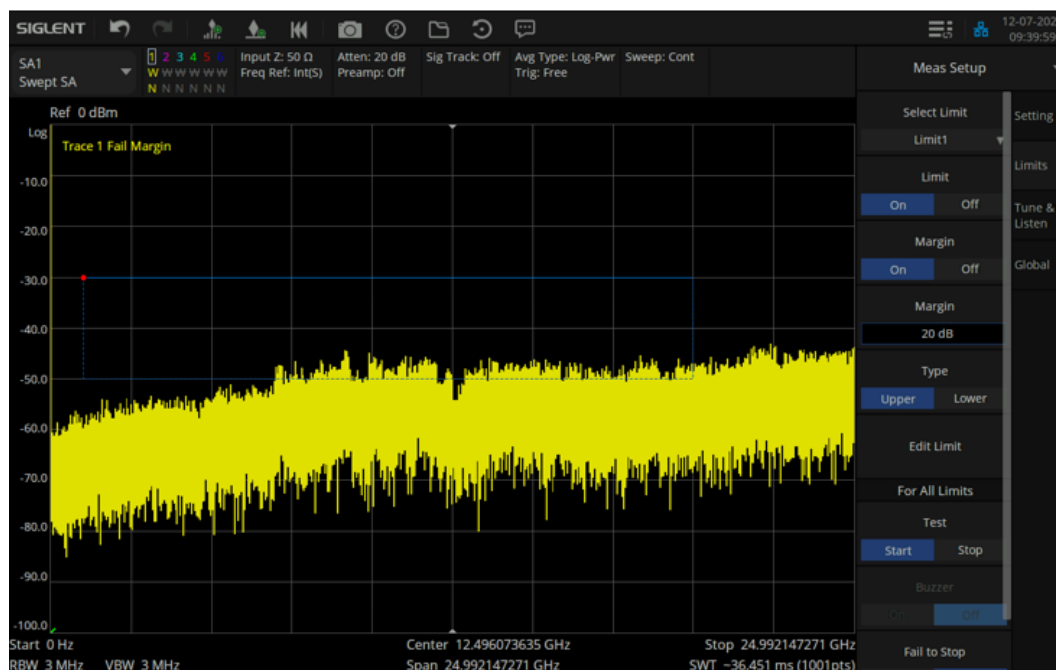 SIGLENT
12-07-202
09:39:59
SA1
Swept SA
1 2 3 4 5 6
W W W W W W
N N N N N N
Input Z: 50 Ω
Freq Ref: Int(S)
Atten: 20 dB
Preamp: Off
Sig Track: Off
Avg Type: Log-Pwr
Trig: Free
Sweep: Cont
Meas Setup
Ref 0 dBm
Log
Trace 1 Fail Margin
-10.0
-20.0
-30.0
-40.0
-50.0
-60.0
-70.0
-80.0
-90.0
-100.0
Start 0 Hz
Center 12.496073635 GHz
Stop 24.992147271 GHz
RBW 3 MHz
VBW 3 MHz
Span 24.992147271 GHz
SWT ~36.451 ms (1001pts)
Select Limit
Limit1
Limit
On Off
Margin
On Off
Margin
20 dB
Type
Upper Lower
Edit Limit
For All Limits
Test
Start Stop
Buzzer
On Off
Fail to Stop
Setting
Limits
Tune &
Listen
Global